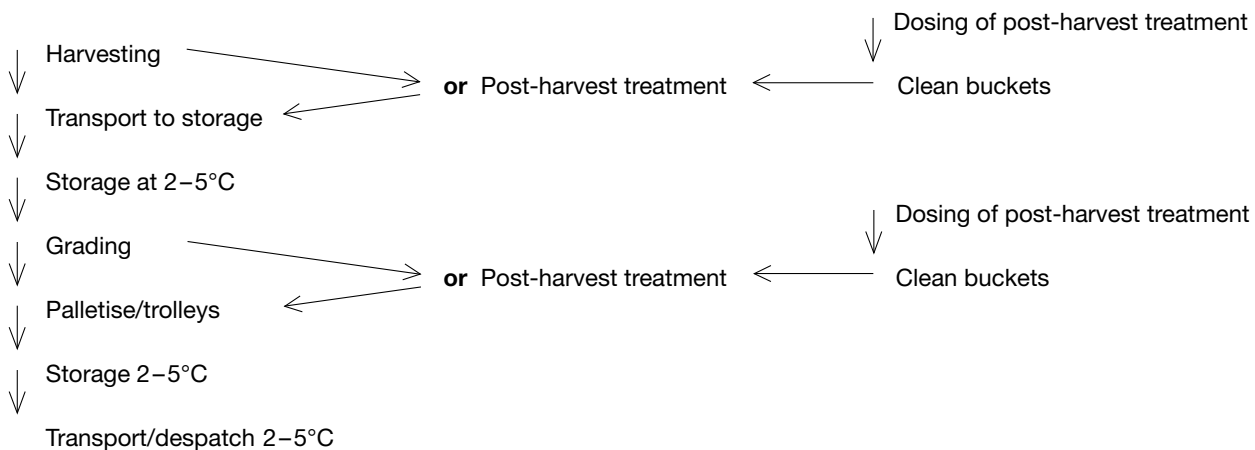 Dosing of post-harvest treatment
Harvesting
or Post-harvest treatment
Clean buckets
Transport to storage
Storage at 2–5°C
Dosing of post-harvest treatment
Grading
or Post-harvest treatment
Clean buckets
Palletise/trolleys
Storage 2–5°C
Transport/despatch 2–5°C